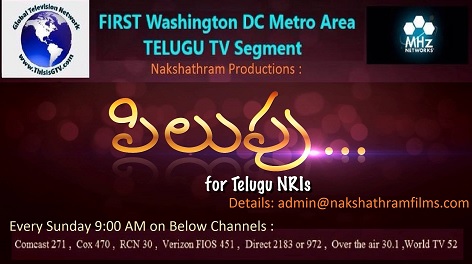 Global Television Network
www.ThisIsGTV.com
FIRST Washington DC Metro Area
TELUGU TV Segment
Nakshathram Productions :
MHz
NETWORKS
పిలుపు...
for Telugu NRIs
Details: admin@nakshathramfilms.com
Every Sunday 9:00 AM on Below Channels :
Comcast 271 , Cox 470 , RCN 30 , Verizon FIOS 451 , Direct 2183 or 972 , Over the air 30.1 ,World TV 52